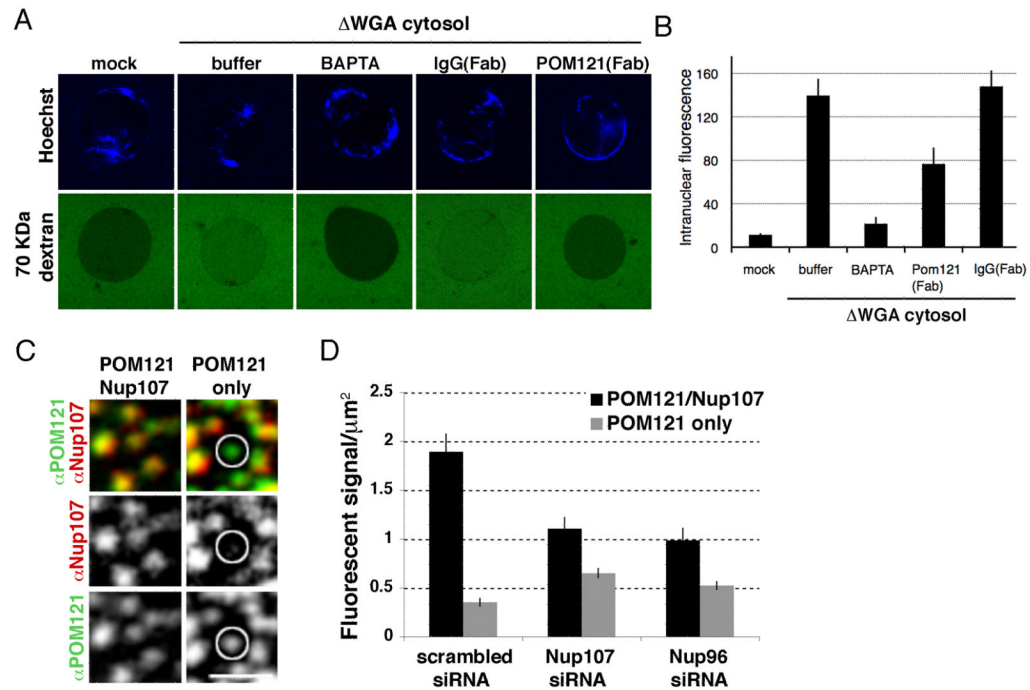 A
ΔWGA cytosol
mock buffer BAPTA IgG(Fab) POM121(Fab)
Hoechst
70 KDa
dextran
B
Intranuclear fluorescence
160
120
80
40
0
mock buffer BAPTA Pom121 IgG(Fab)
(Fab)
ΔWGA cytosol
C
POM121 POM121
Nup107 only
αPOM121
αNup107
αNup107
αPOM121
D
Fluorescent signal/μm²
2.5
2
1.5
1
0.5
0
POM121/Nup107
POM121 only
scrambled Nup107 Nup96
siRNA siRNA siRNA